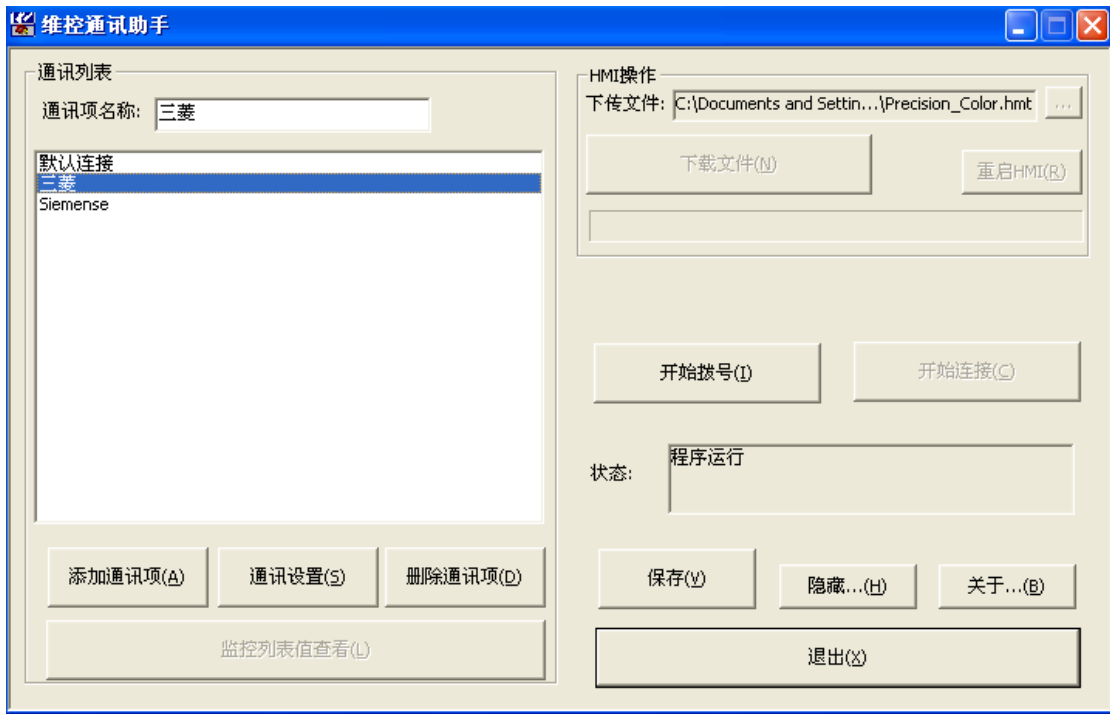 维控通讯助手
通讯列表
通讯项名称: 三菱
默认连接
三菱
Siemense
添加通讯项(A) 通讯设置(S) 删除通讯项(D)
监控列表值查看(L)
HMI操作
下传文件: C:\Documents and Settin...\Precision_Color.hmt ...
下载文件(N) 重启HMI(R)
开始拨号(I) 开始连接(C)
状态: 程序运行
保存(V) 隐藏...(H) 关于...(B)
退出(X)